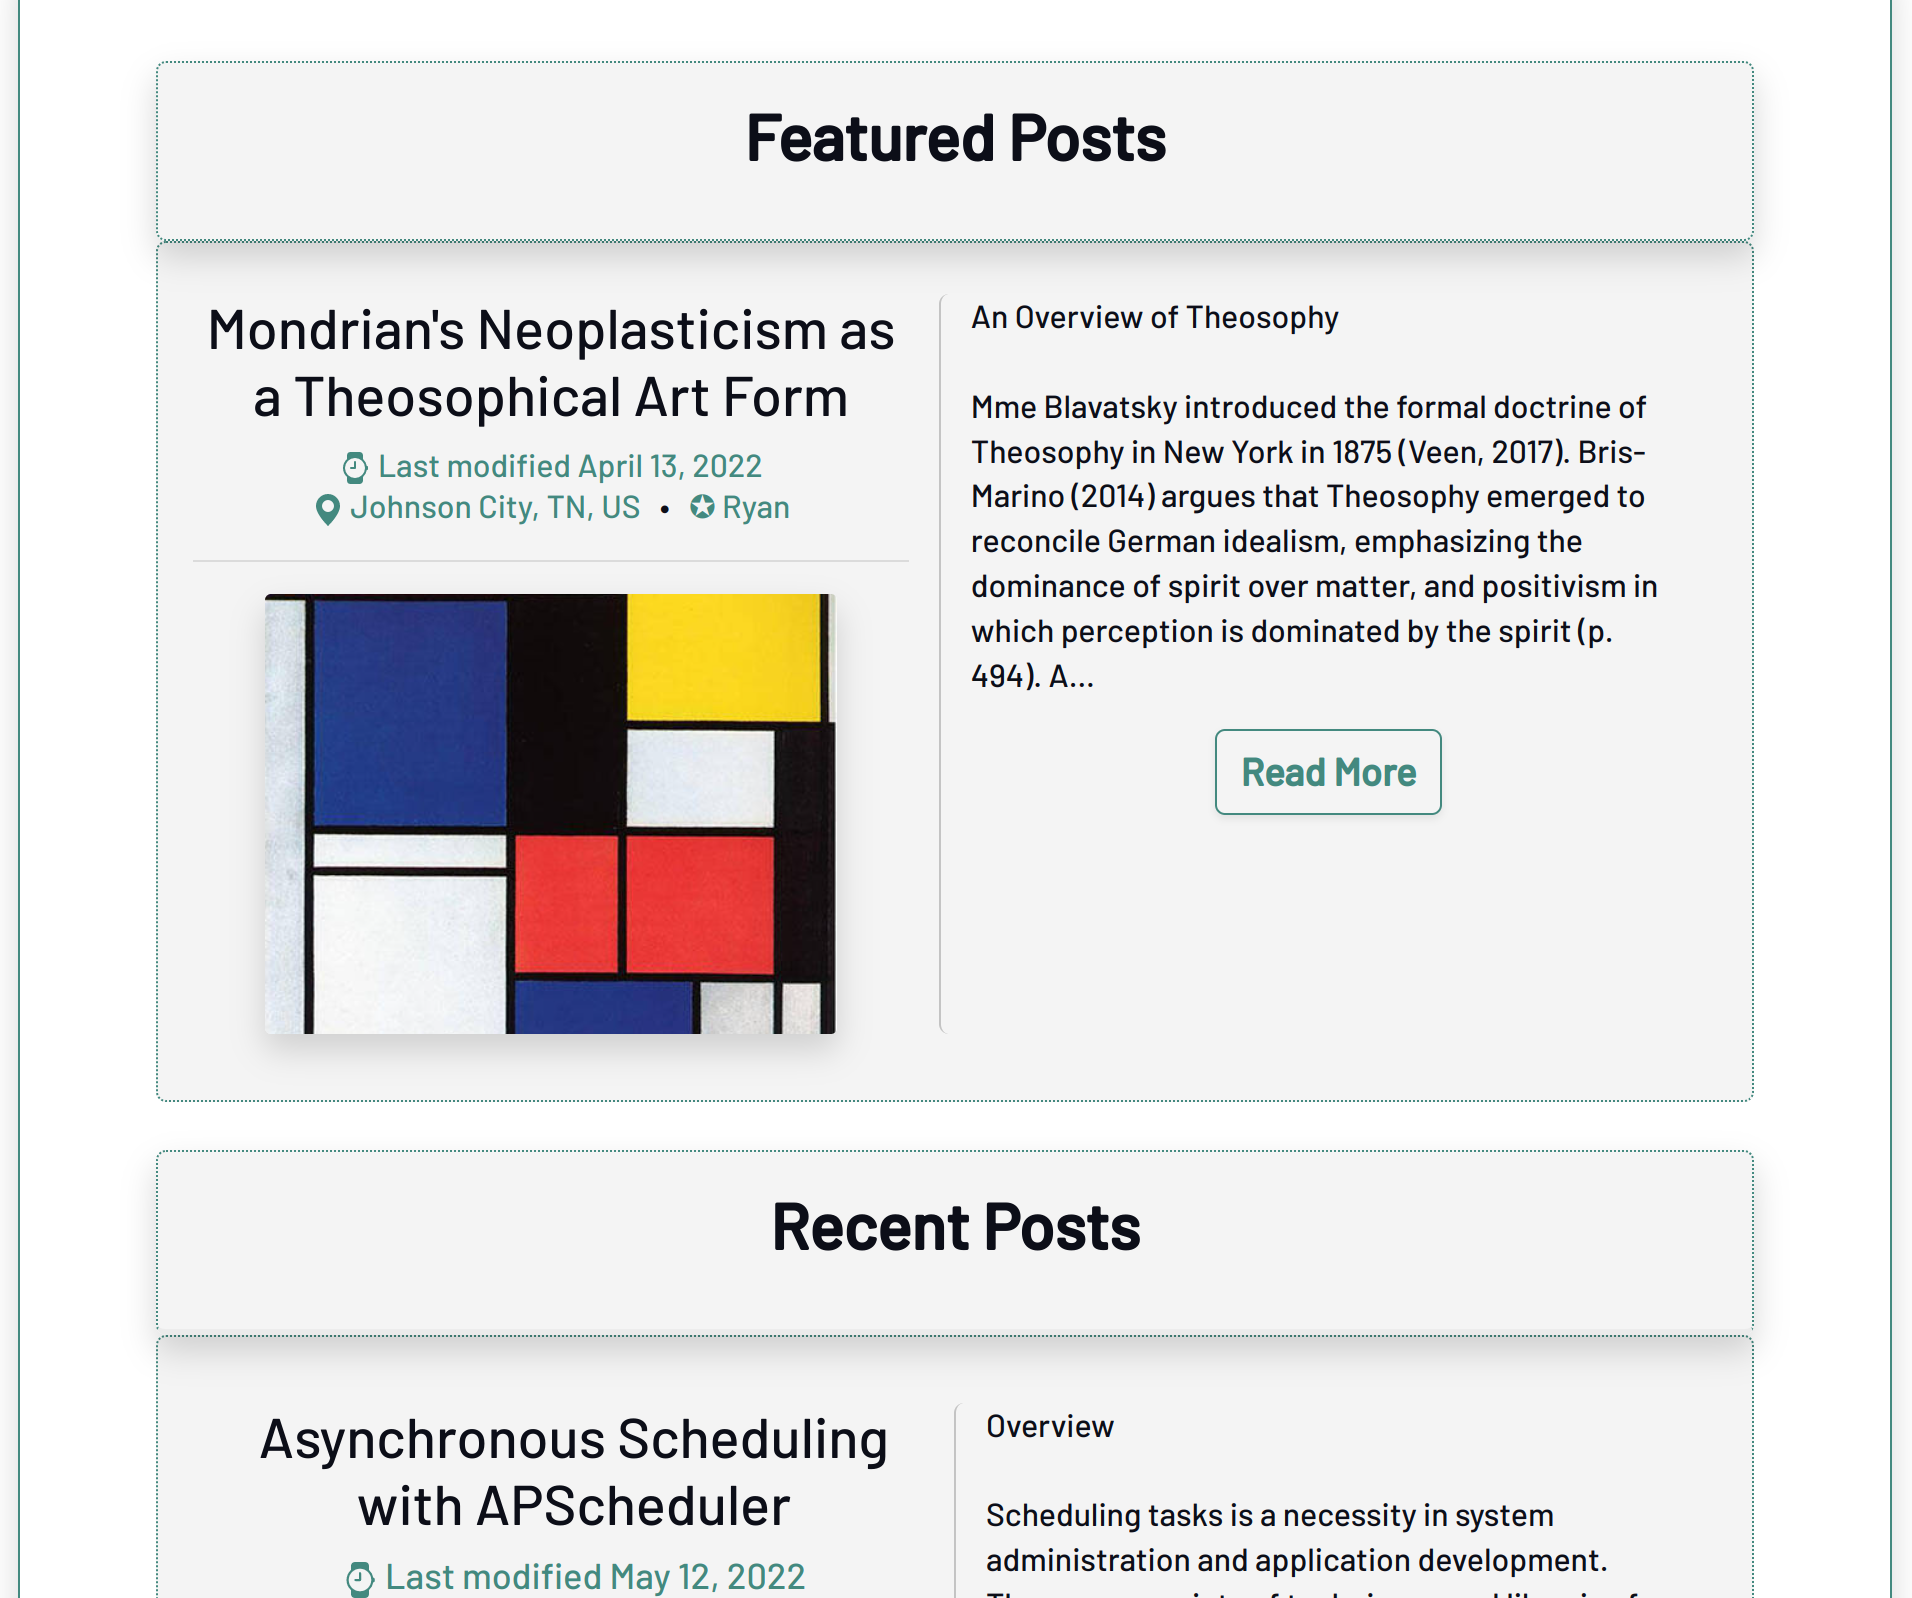 Featured Posts
Mondrian's Neoplasticism as
a Theosophical Art Form
Last modified April 13, 2022
Johnson City, TN, US • Ryan
An Overview of Theosophy
Mme Blavatsky introduced the formal doctrine of
Theosophy in New York in 1875 (Veen, 2017). Bris-
Marino (2014) argues that Theosophy emerged to
reconcile German idealism, emphasizing the
dominance of spirit over matter, and positivism in
which perception is dominated by the spirit (p.
494). A...
Read More
Recent Posts
Asynchronous Scheduling
with APScheduler
Last modified May 12, 2022
Overview
Scheduling tasks is a necessity in system
administration and application development.